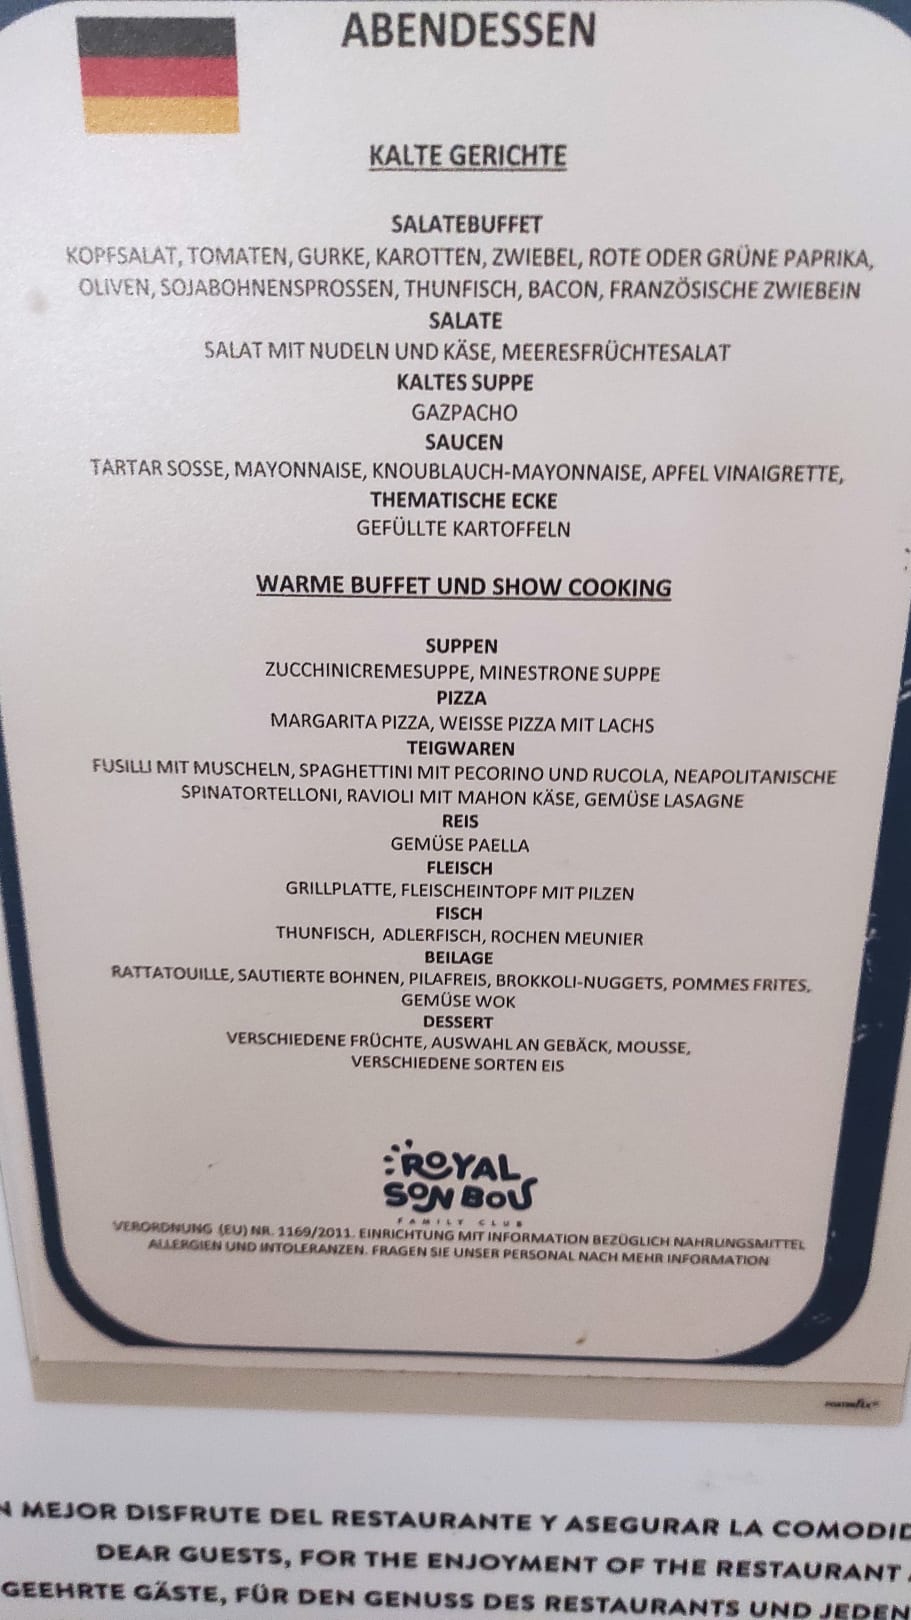 ABENDESSEN
KALTE GERICHTE
SALATEBUFFET
KOPFSALAT, TOMATEN, GURKE, KAROTTEN, ZWIEBEL, ROTE ODER GRÜNE PAPRIKA,
OLIVEN, SOJABOHNENSPROSSEN, THUNFISCH, BACON, FRANZÖSISCHE ZWIEBEIN
SALATE
SALAT MIT NUDELN UND KÄSE, MEERESFRÜCHTESALAT
KALTES SUPPE
GAZPACHO
SAUCEN
TARTAR SOSSE, MAYONNAISE, KNOUBLAUCH-MAYONNAISE, APFEL VINAIGRETTE,
THEMATISCHE ECKE
GEFÜLLTE KARTOFFELN
WARME BUFFET UND SHOW COOKING
SUPPEN
ZUCCHINICREMESUPPE, MINESTRONE SUPPE
PIZZA
MARGARITA PIZZA, WEISSE PIZZA MIT LACHS
TEIGWAREN
FUSILLI MIT MUSCHELN, SPAGHETTINI MIT PECORINO UND RUCOLA, NEAPOLITANISCHE
SPINATORTELLONI, RAVIOLI MIT MAHON KÄSE, GEMÜSE LASAGNE
REIS
GEMÜSE PAELLA
FLEISCH
GRILLPLATTE, FLEISCHEINTOPF MIT PILZEN
FISCH
THUNFISCH, ADLERFISCH, ROCHEN MEUNIER
BEILAGE
RATTATOUILLE, SAUTIERTE BOHNEN, PILAFREIS, BROKKOLI-NUGGETS, POMMES FRITES,
GEMÜSE WOK
DESSERT
VERSCHIEDENE FRÜCHTE, AUSWAHL AN GEBÄCK, MOUSSE,
VERSCHIEDENE SORTEN EIS
ROYAL
SON BOU
FAMILY CLUB
VERORDNUNG (EU) NR. 1169/2011. EINRICHTUNG MIT INFORMATION BEZÜGLICH NAHRUNGSMITTEL
ALLERGIEN UND INTOLERANZEN. FRAGEN SIE UNSER PERSONAL NACH MEHR INFORMATION
N MEJOR DISFRUTE DEL RESTAURANTE Y ASEGURAR LA COMODID
DEAR GUESTS, FOR THE ENJOYMENT OF THE RESTAURANT
GEEHRTE GÄSTE, FÜR DEN GENUSS DES RESTAURANTS UND JEDEN